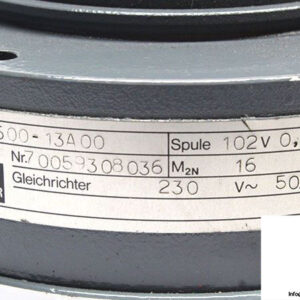 600-13A00 Spule 102V 0,
Nr. 70059308036 M2N 16
Gleichrichter 230 V~ 50
R